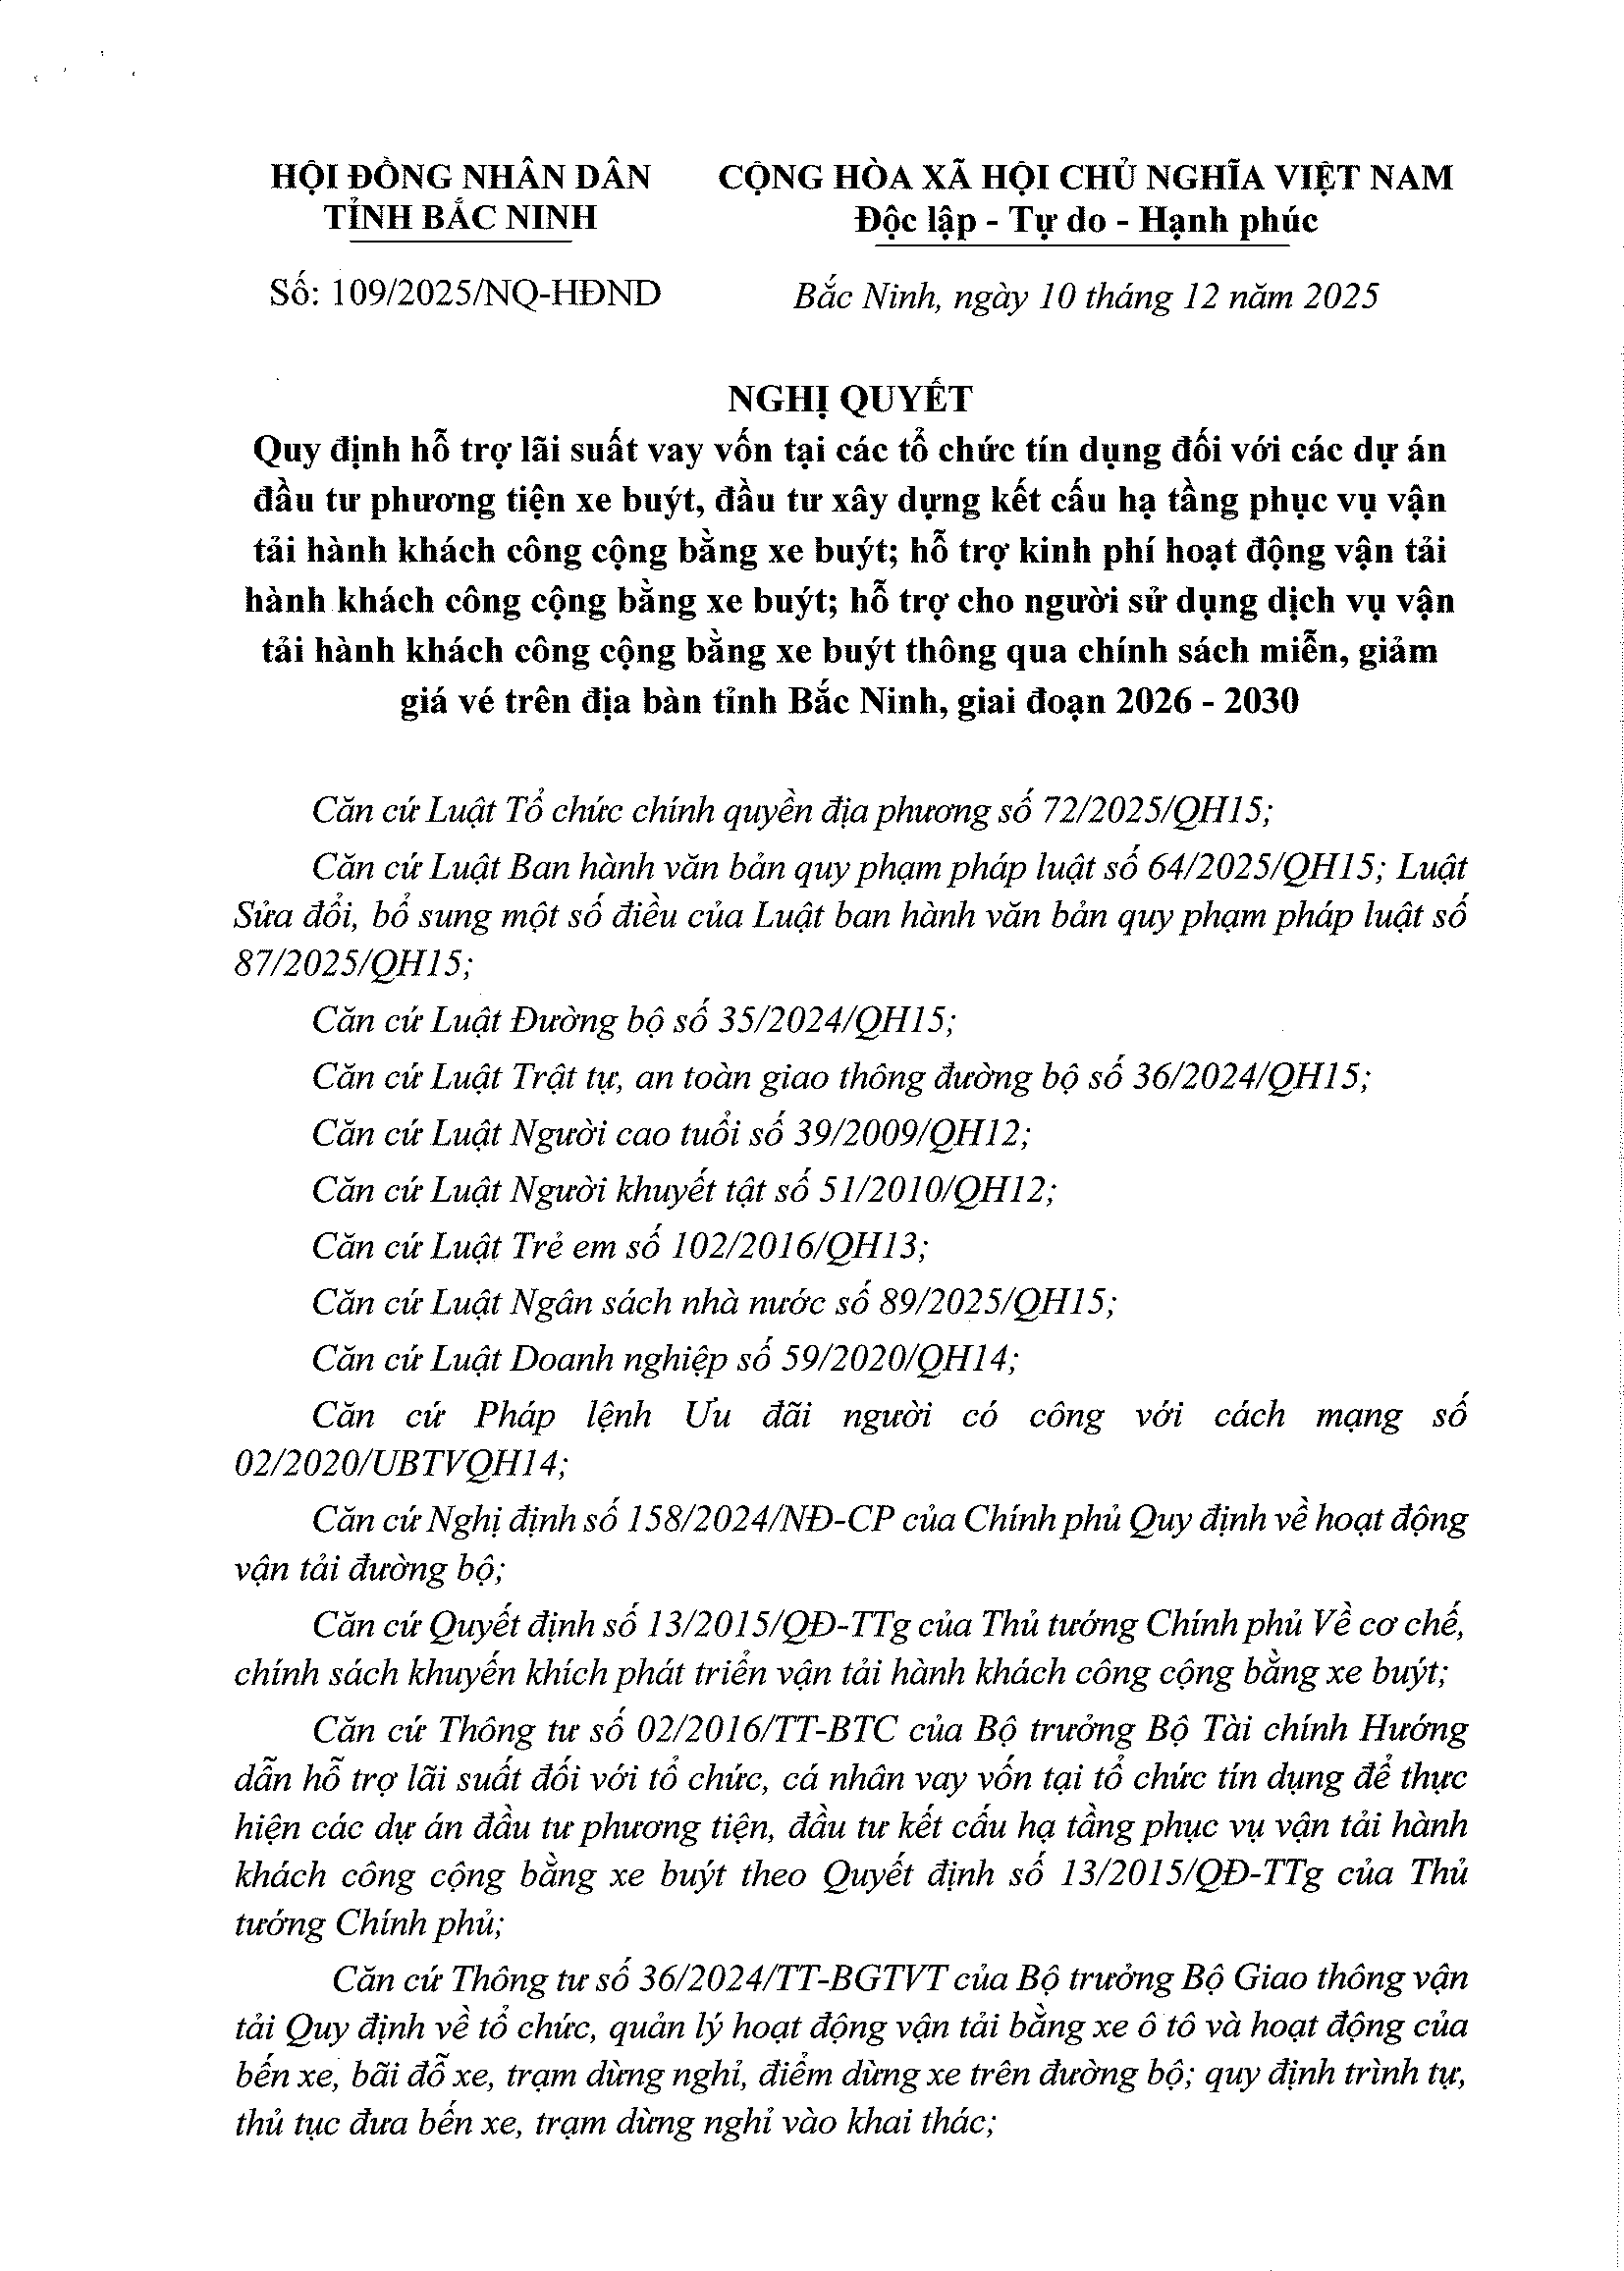 HỘI ĐỒNG NHÂN DÂN
TỈNH BẮC NINH
CỘNG HÒA XÃ HỘI CHỦ NGHĨA VIỆT NAM
Độc lập - Tự do - Hạnh phúc
Số: 109/2025/NQ-HĐND
Bắc Ninh, ngày 10 tháng 12 năm 2025
NGHỊ QUYẾT
Quy định hỗ trợ lãi suất vay vốn tại các tổ chức tín dụng đối với các dự án
đầu tư phương tiện xe buýt, đầu tư xây dựng kết cấu hạ tầng phục vụ vận
tải hành khách công cộng bằng xe buýt; hỗ trợ kinh phí hoạt động vận tải
hành khách công cộng bằng xe buýt; hỗ trợ cho người sử dụng dịch vụ vận
tải hành khách công cộng bằng xe buýt thông qua chính sách miễn, giảm
giá vé trên địa bàn tỉnh Bắc Ninh, giai đoạn 2026 - 2030
Căn cứ Luật Tổ chức chính quyền địa phương số 72/2025/QH15;
Căn cứ Luật Ban hành văn bản quy phạm pháp luật số 64/2025/QH15; Luật
Sửa đổi, bổ sung một số điều của Luật ban hành văn bản quy phạm pháp luật số
87/2025/QH15;
Căn cứ Luật Đường bộ số 35/2024/QH15;
Căn cứ Luật Trật tự, an toàn giao thông đường bộ số 36/2024/QH15;
Căn cứ Luật Người cao tuổi số 39/2009/QH12;
Căn cứ Luật Người khuyết tật số 51/2010/QH12;
Căn cứ Luật Trẻ em số 102/2016/QH13;
Căn cứ Luật Ngân sách nhà nước số 89/2025/QH15;
Căn cứ Luật Doanh nghiệp số 59/2020/QH14;
Căn cứ Pháp lệnh Ưu đãi người có công với cách mạng số
02/2020/UBTVQH14;
Căn cứ Nghị định số 158/2024/NĐ-CP của Chính phủ Quy định về hoạt động
vận tải đường bộ;
Căn cứ Quyết định số 13/2015/QĐ-TTg của Thủ tướng Chính phủ Về cơ chế,
chính sách khuyến khích phát triển vận tải hành khách công cộng bằng xe buýt;
Căn cứ Thông tư số 02/2016/TT-BTC của Bộ trưởng Bộ Tài chính Hướng
dẫn hỗ trợ lãi suất đối với tổ chức, cá nhân vay vốn tại tổ chức tín dụng để thực
hiện các dự án đầu tư phương tiện, đầu tư kết cấu hạ tầng phục vụ vận tải hành
khách công cộng bằng xe buýt theo Quyết định số 13/2015/QĐ-TTg của Thủ
tướng Chính phủ;
Căn cứ Thông tư số 36/2024/TT-BGTVT của Bộ trưởng Bộ Giao thông vận
tải Quy định về tổ chức, quản lý hoạt động vận tải bằng xe ô tô và hoạt động của
bến xe, bãi đỗ xe, trạm dừng nghỉ, điểm dừng xe trên đường bộ; quy định trình tự,
thủ tục đưa bến xe, trạm dừng nghỉ vào khai thác;